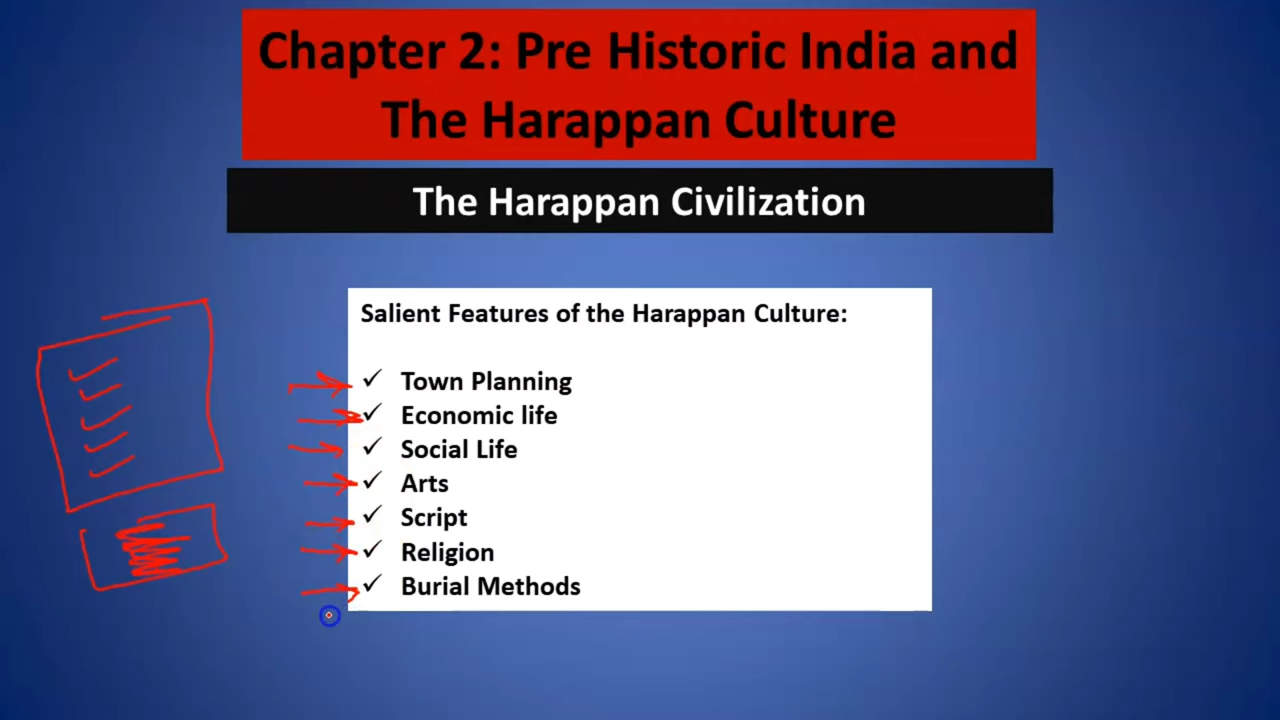 Chapter 2: Pre Historic India and
The Harappan Culture
The Harappan Civilization
Salient Features of the Harappan Culture:
✓ Town Planning
✓ Economic life
✓ Social Life
✓ Arts
✓ Script
✓ Religion
✓ Burial Methods